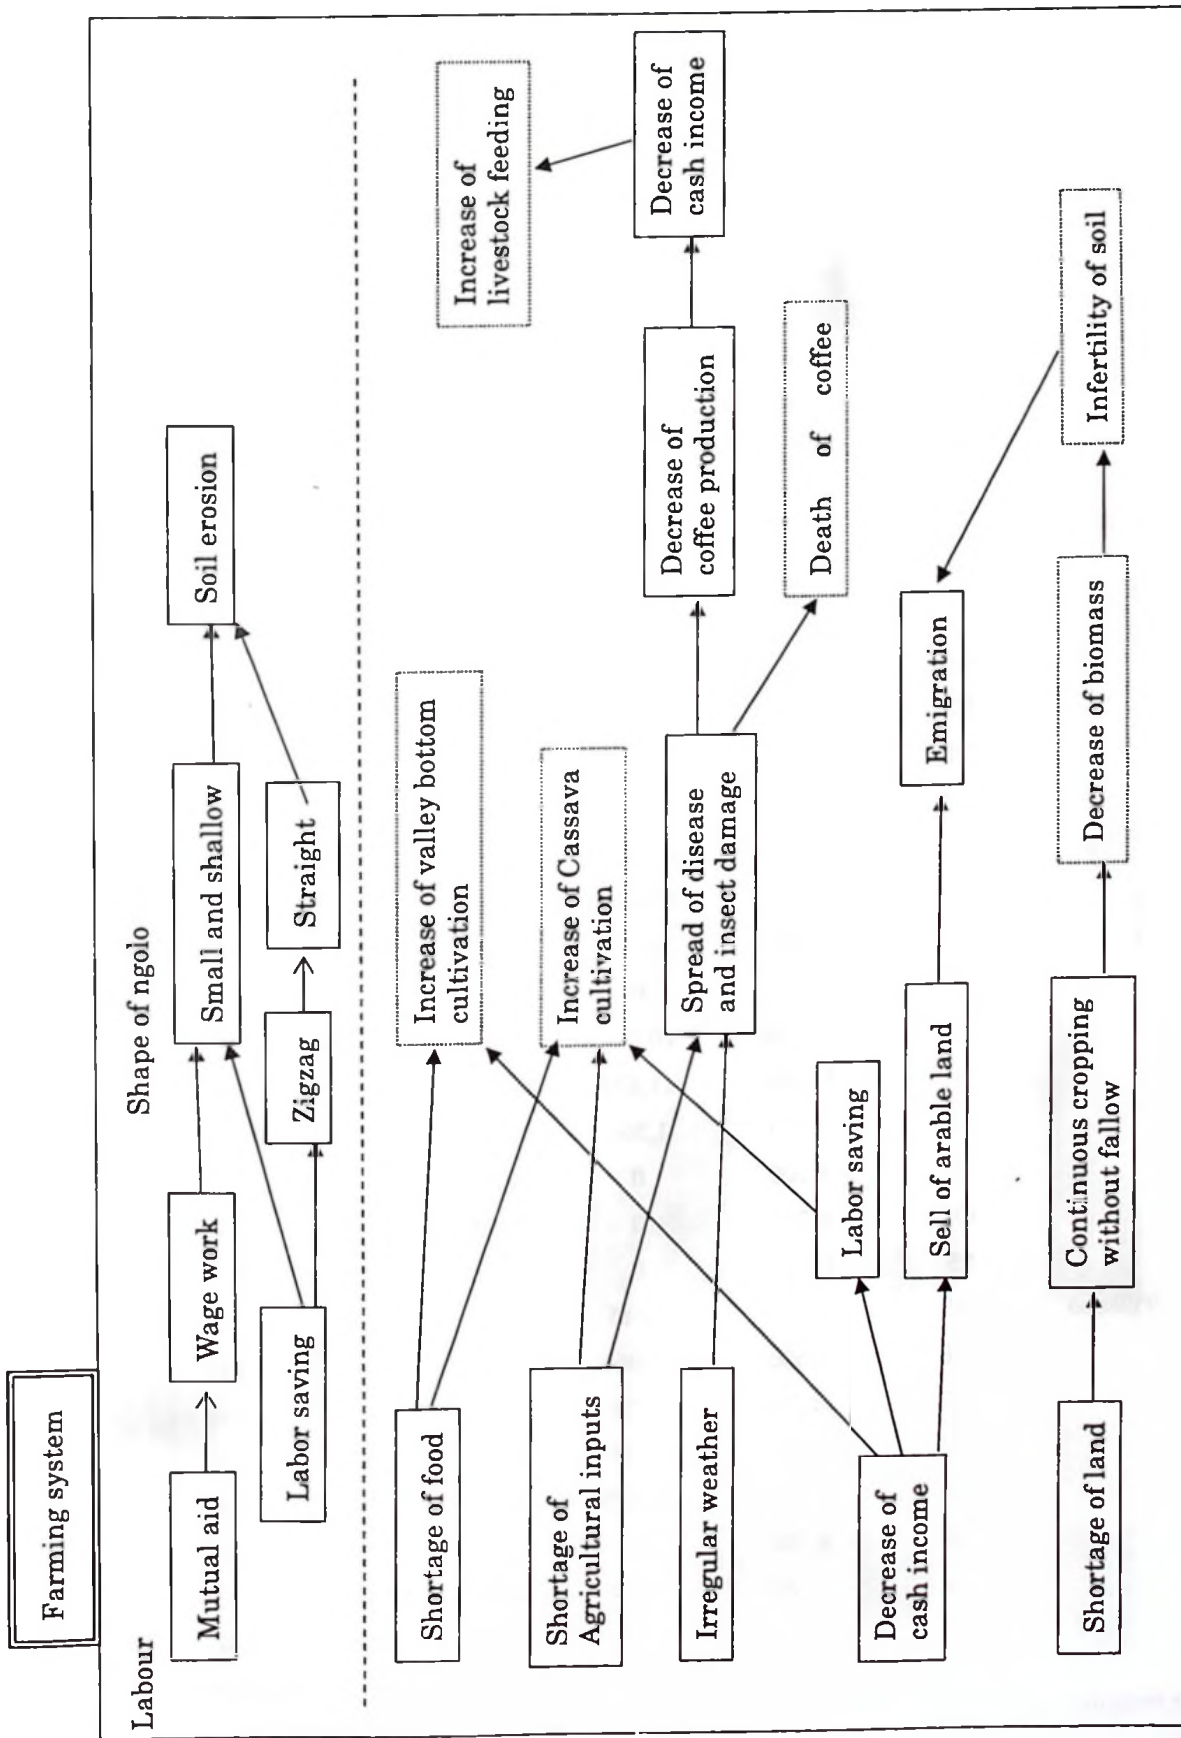 Farming system
Labour
Shape of ngolo
Mutual aid
Wage work
Small and shallow
Soil erosion
Labor saving
Zigzag
Straight
Shortage of food
Increase of valley bottom
cultivation
Increase of
livestock feeding
Shortage of
Agricultural inputs
Increase of Cassava
cultivation
Irregular weather
Spread of disease
and insect damage
Decrease of
coffee production
Decrease of
cash income
Death of coffee
Decrease of
cash income
Labor saving
Sell of arable land
Emigration
Shortage of land
Continuous cropping
without fallow
Decrease of biomass
Infertility of soil